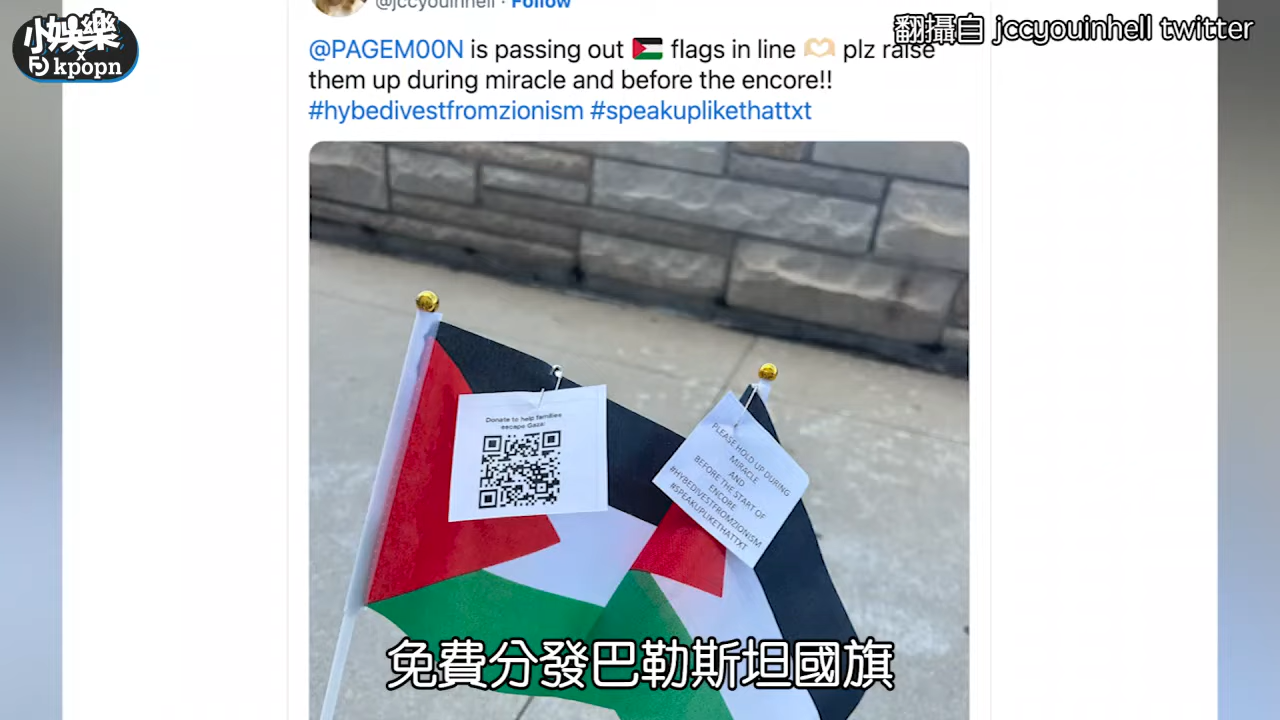 @jccyouinhell · Follow
小娛樂
x
kpopn
翻攝自 jccyouinhell twitter
@PAGEM00N is passing out 🇵🇸 flags in line 🫶🏼 plz raise
them up during miracle and before the encore!!
#hybedivestfromzionism #speakuplikethattxt
Donate to help families
escape Gaza!
PLEASE HOLD UP DURING
MIRACLE
AND
BEFORE THE START OF
ENCORE
#HYBEDIVESTFROMZIONISM
#SPEAKUPLIKETHATTXT
免費分發巴勒斯坦國旗